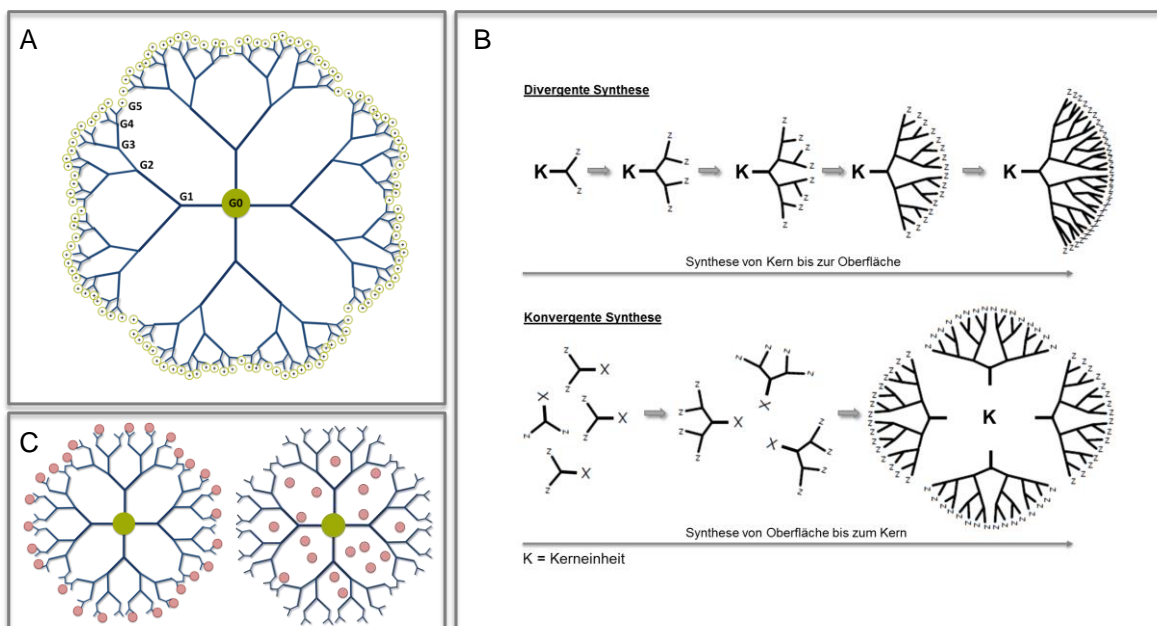 A
G5
G4
G3
G2
G1
G0
C
B
Divergente Synthese
K
Z
Z
K
Z
Z
Z
Z
K
Z
Z
Z
Z
Z
Z
Z
Z
K
K
Synthese von Kern bis zur Oberfläche
Konvergente Synthese
X
X
X
X
X
X
X
K
Synthese von Oberfläche bis zum Kern
K = Kerneinheit